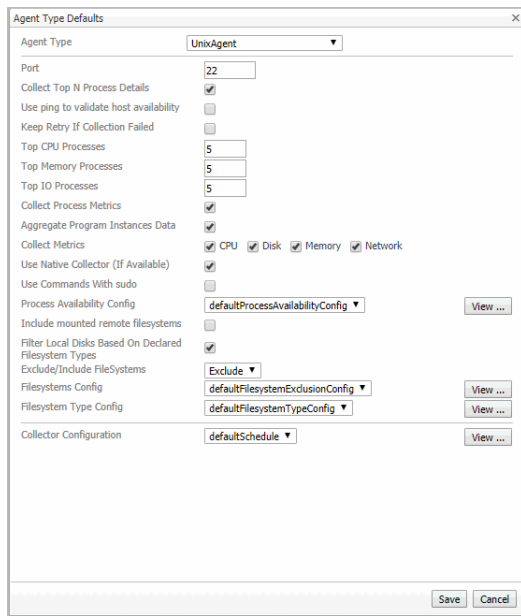 Agent Type Defaults ×
Agent Type UnixAgent
Port 22
Collect Top N Process Details
Use ping to validate host availability
Keep Retry If Collection Failed
Top CPU Processes 5
Top Memory Processes 5
Top IO Processes 5
Collect Process Metrics
Aggregate Program Instances Data
Collect Metrics CPU Disk Memory Network
Use Native Collector (If Available)
Use Commands With sudo
Process Availability Config defaultProcessAvailabilityConfig View ...
Include mounted remote filesystems
Filter Local Disks Based On Declared
Filesystem Types
Exclude/Include FileSystems Exclude
Filesystems Config defaultFilesystemExclusionConfig View ...
Filesystem Type Config defaultFilesystemTypeConfig View ...
Collector Configuration defaultSchedule View ...
Save Cancel